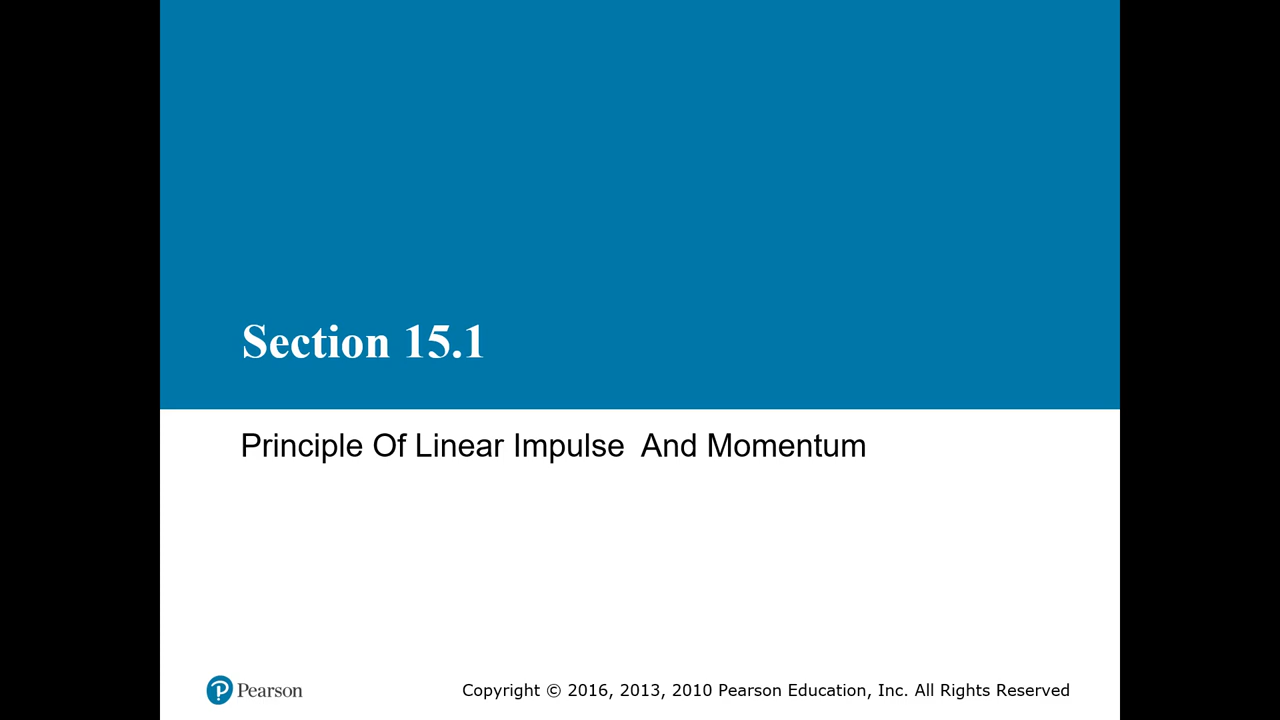 Section 15.1
Principle Of Linear Impulse  And Momentum
Pearson
Copyright © 2016, 2013, 2010 Pearson Education, Inc. All Rights Reserved